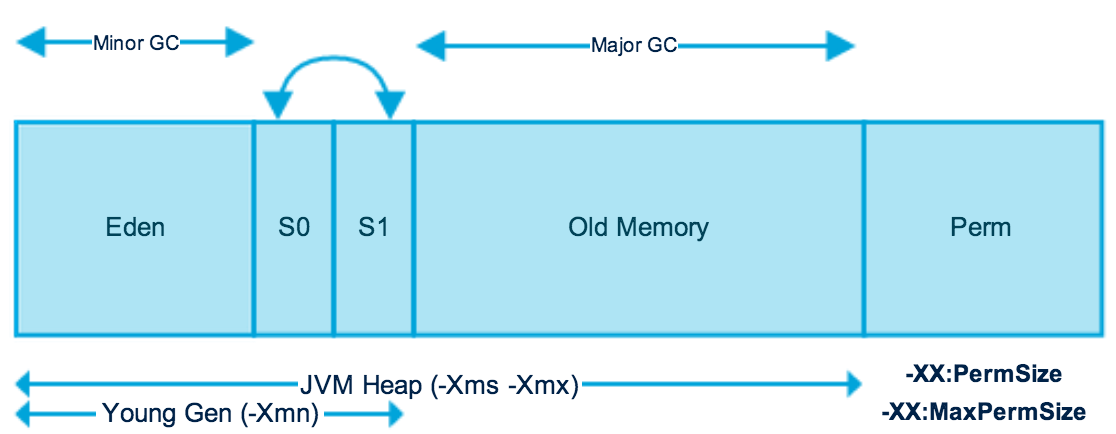 Minor GC
Major GC
Eden
S0
S1
Old Memory
Perm
JVM Heap (-Xms -Xmx)
Young Gen (-Xmn)
-XX:PermSize
-XX:MaxPermSize